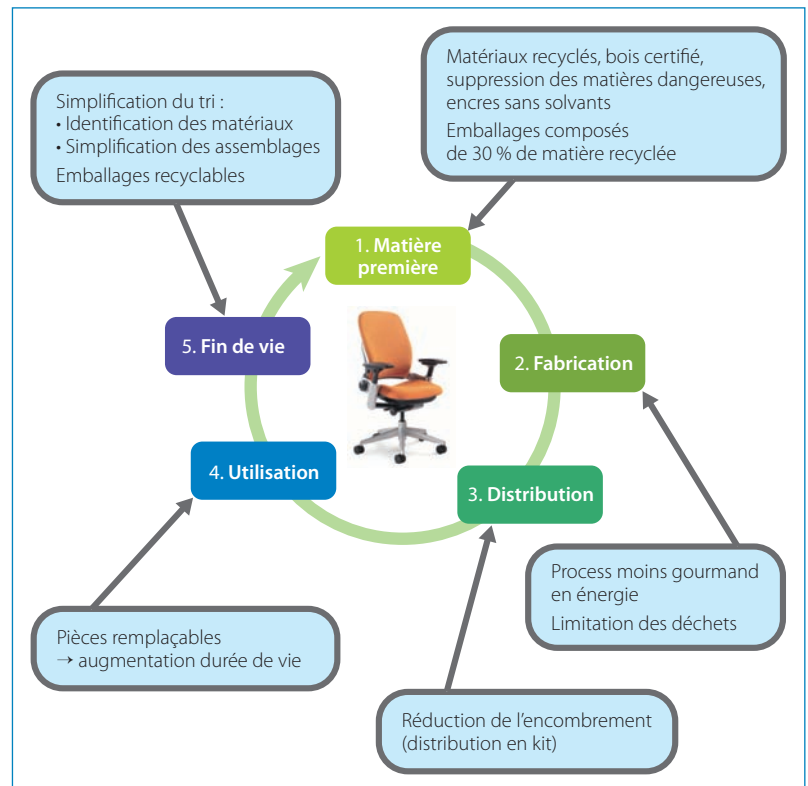 Matériaux recyclés, bois certifié,
suppression des matières dangereuses,
encres sans solvants
Emballages composés
de 30 % de matière recyclée
Simplification du tri :
• Identification des matériaux
• Simplification des assemblages
Emballages recyclables
1. Matière
première
5. Fin de vie
2. Fabrication
4. Utilisation
3. Distribution
Process moins gourmand
en énergie
Limitation des déchets
Pièces remplaçables
→ augmentation durée de vie
Réduction de l’encombrement
(distribution en kit)